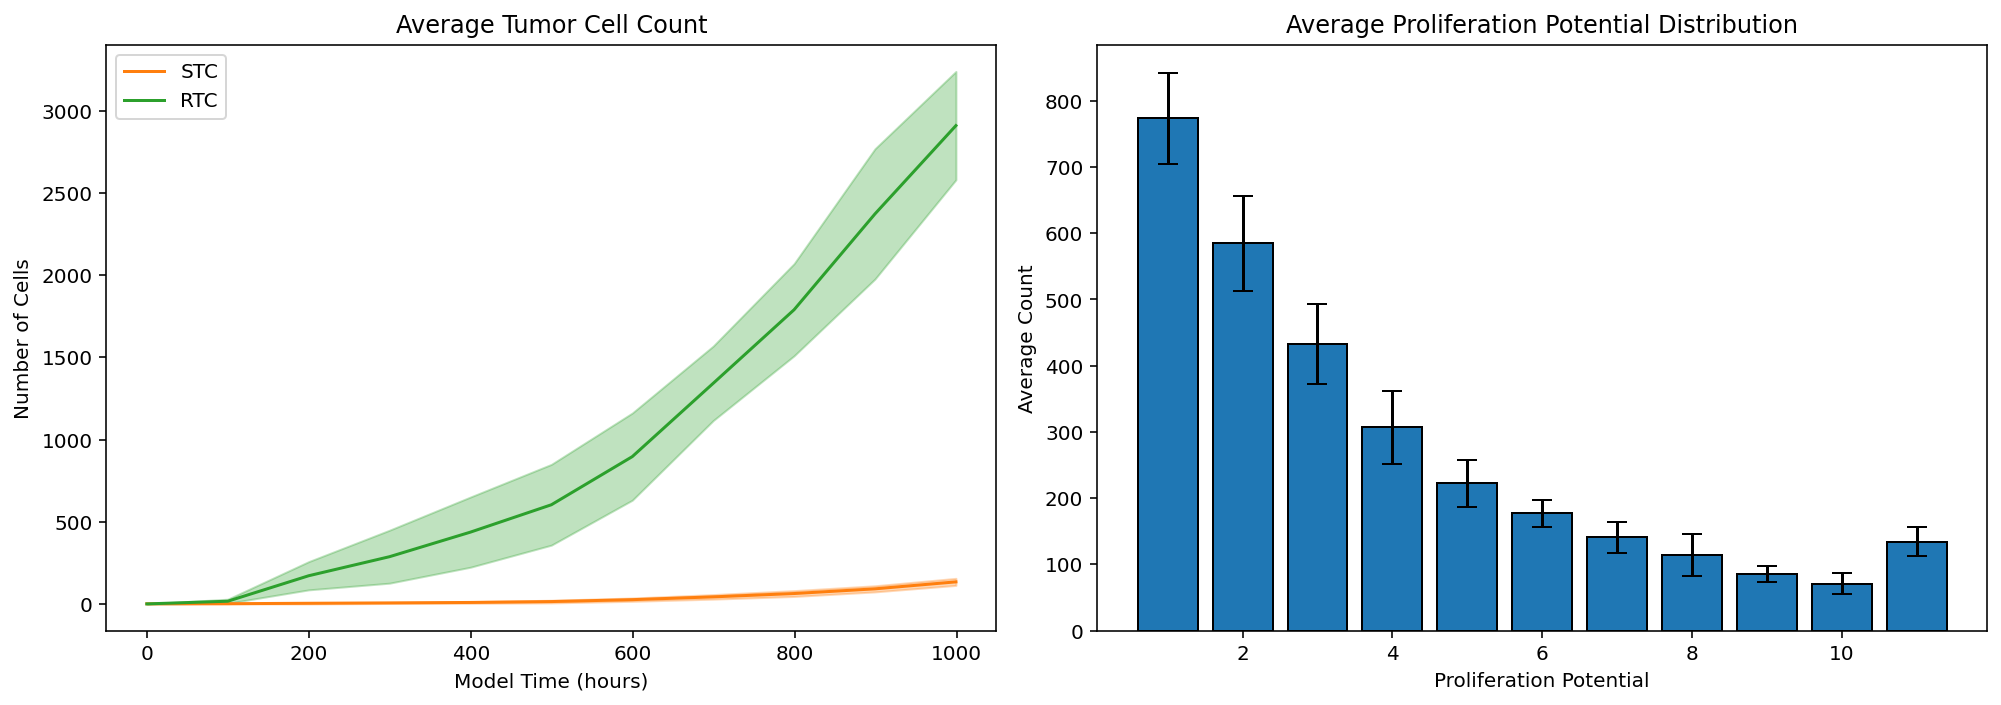 Average Tumor Cell Count
STC
RTC
3000
2500
2000
1500
1000
500
0
Number of Cells
0 200 400 600 800 1000
Model Time (hours)
Average Proliferation Potential Distribution
800
700
600
500
400
300
200
100
0
Average Count
2 4 6 8 10
Proliferation Potential